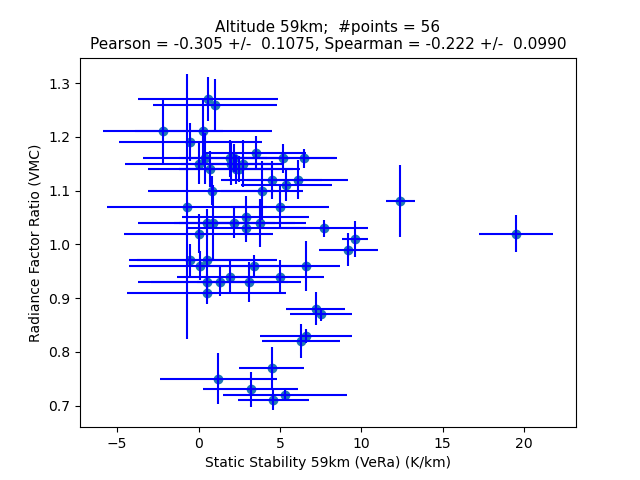 Altitude 59km;  #points = 56
Pearson = -0.305 +/-  0.1075, Spearman = -0.222 +/-  0.0990
1.3
1.2
1.1
1.0
0.9
0.8
0.7
Radiance Factor Ratio (VMC)
−5 0 5 10 15 20
Static Stability 59km (VeRa) (K/km)